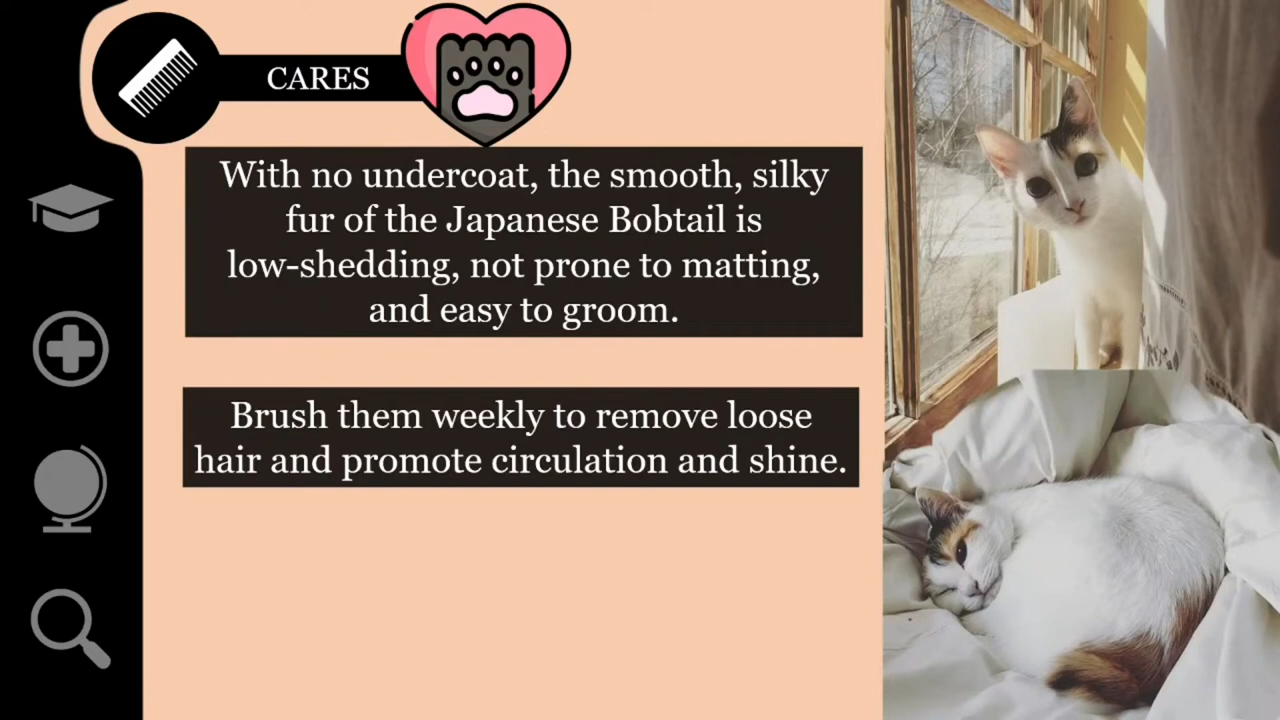 CARES
With no undercoat, the smooth, silky
fur of the Japanese Bobtail is
low-shedding, not prone to matting,
and easy to groom.
Brush them weekly to remove loose
hair and promote circulation and shine.